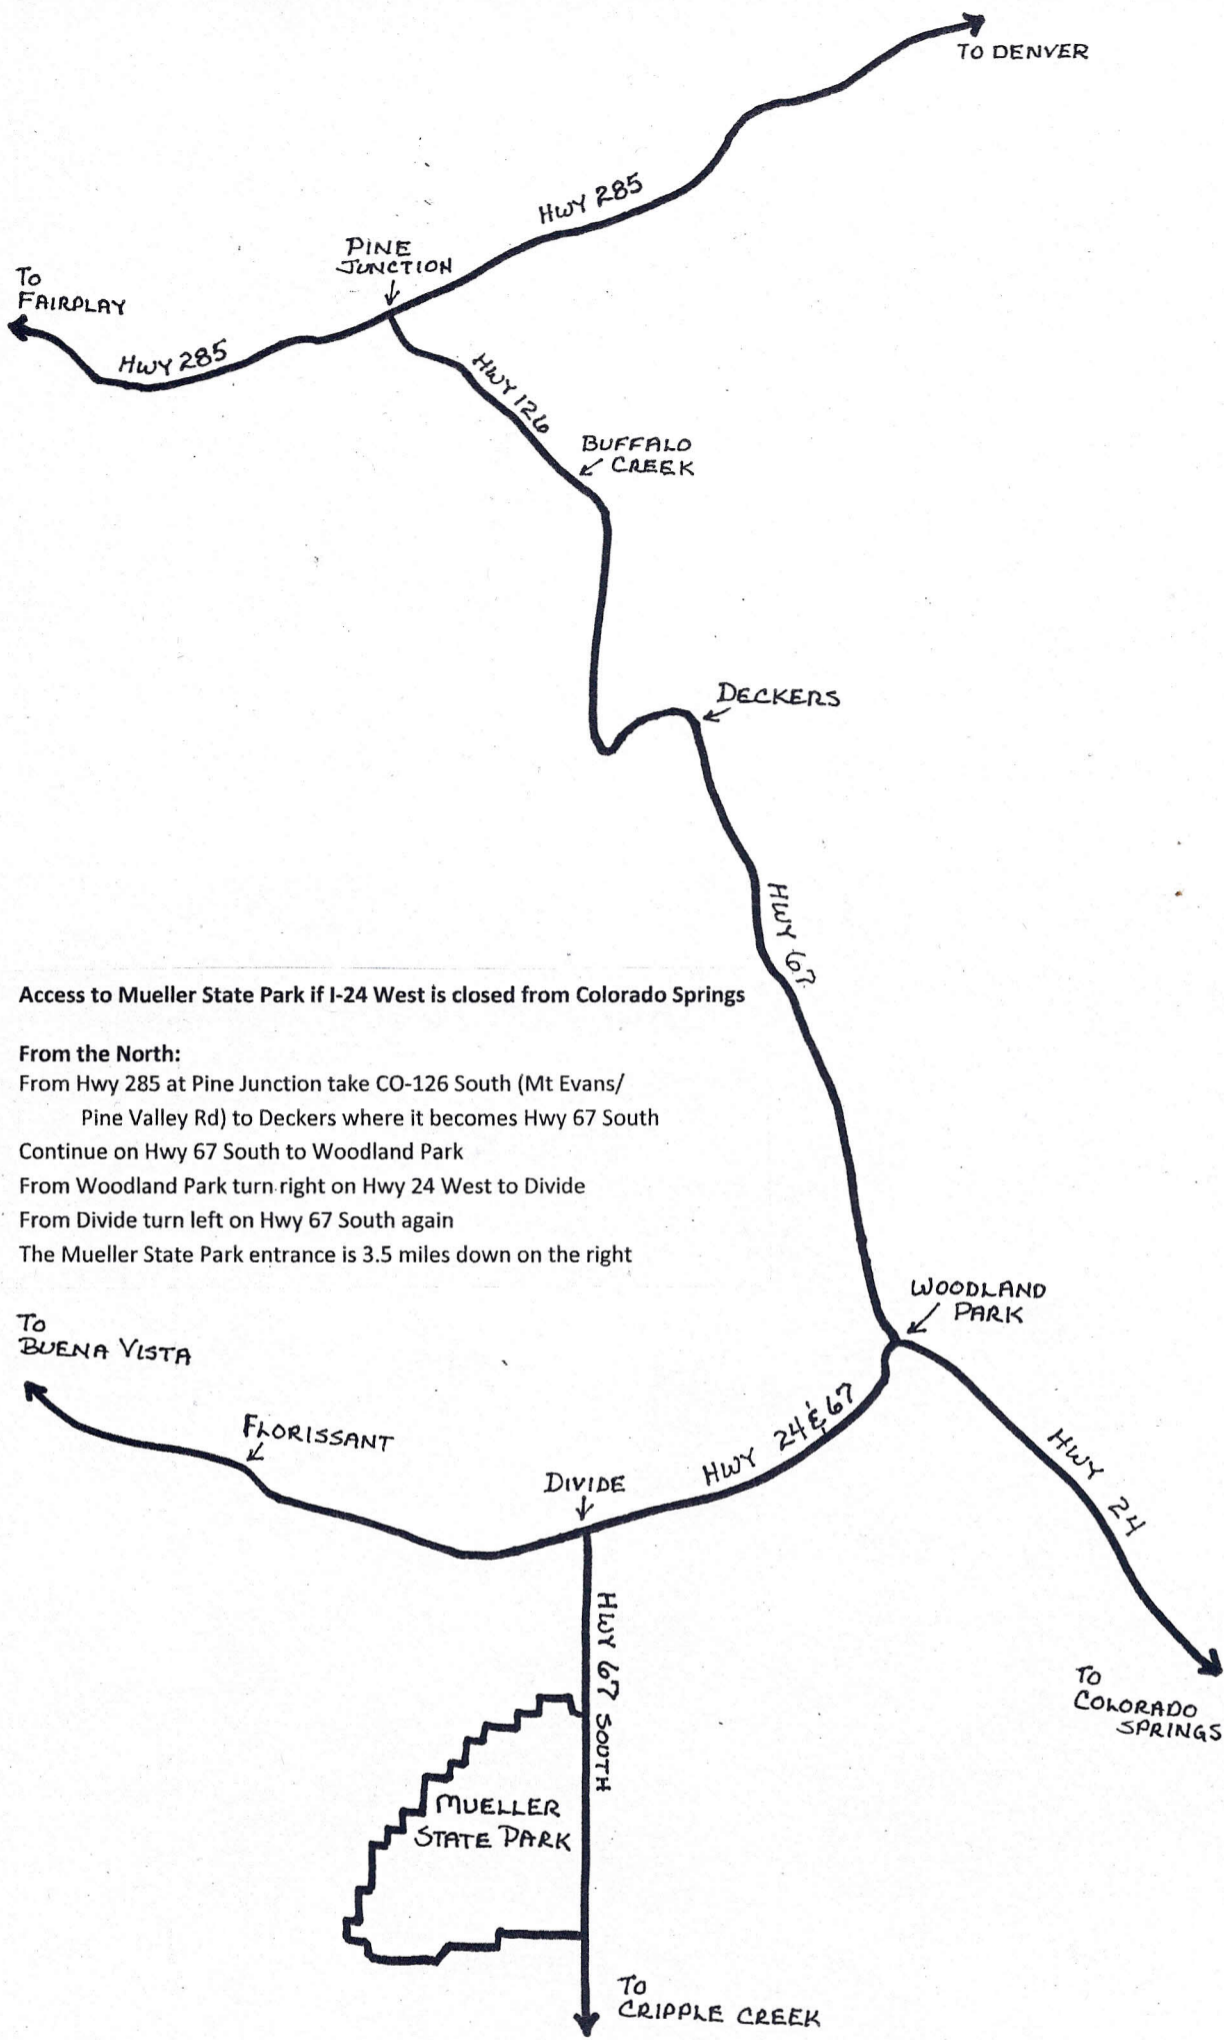 TO DENVER
HWY 285
PINE
JUNCTION
TO
FAIRPLAY
HWY 285
HWY 126
BUFFALO
CREEK
DECKERS
HWY 67
Access to Mueller State Park if I-24 West is closed from Colorado Springs
From the North:
From Hwy 285 at Pine Junction take CO-126 South (Mt Evans/
Pine Valley Rd) to Deckers where it becomes Hwy 67 South
Continue on Hwy 67 South to Woodland Park
From Woodland Park turn right on Hwy 24 West to Divide
From Divide turn left on Hwy 67 South again
The Mueller State Park entrance is 3.5 miles down on the right
WOODLAND
PARK
TO
BUENA VISTA
FLORISSANT
DIVIDE
HWY 24 & 67
HWY 24
HWY 67 SOUTH
TO
COLORADO
SPRINGS
MUELLER
STATE PARK
TO
CRIPPLE CREEK